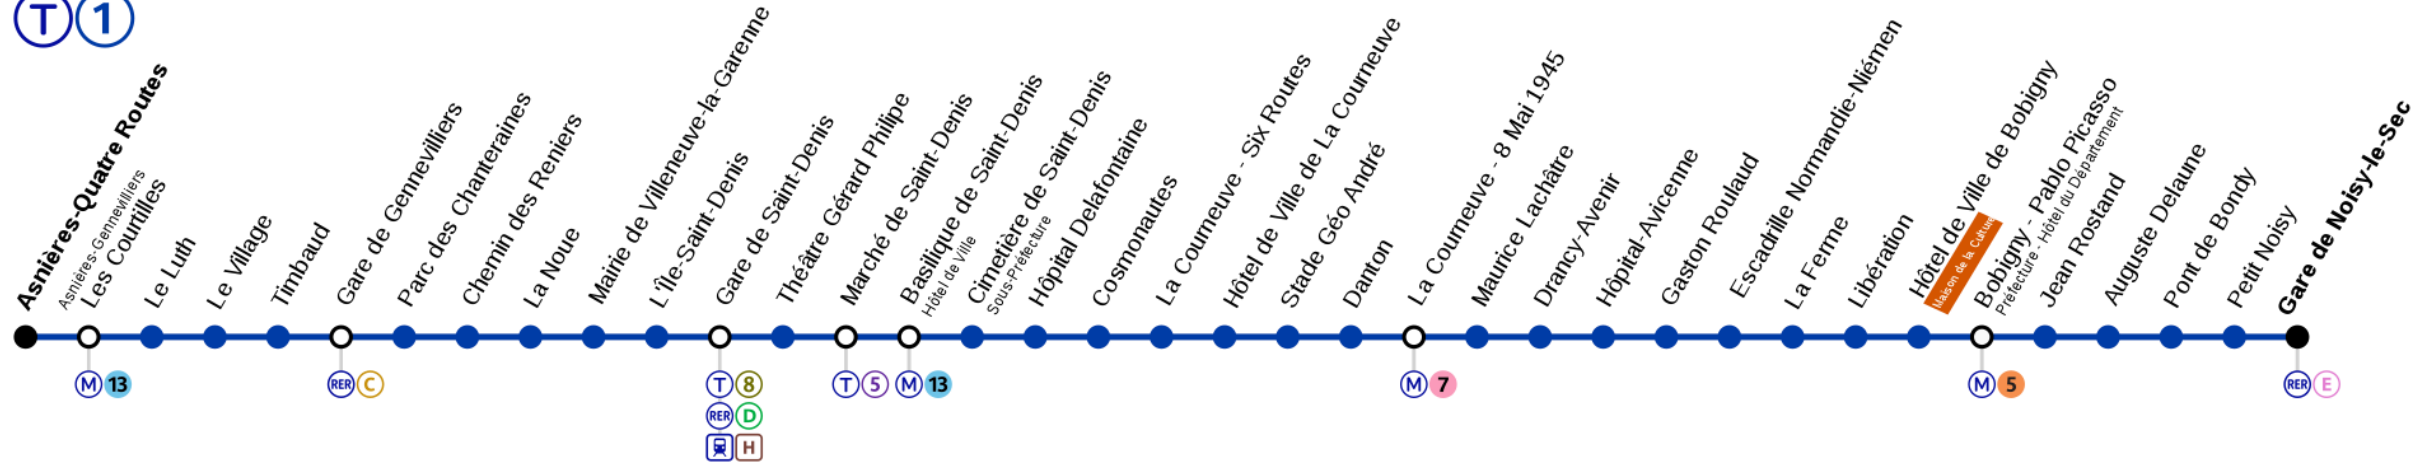 T 1
Asnières-Quatre Routes
Asnières-Gennevilliers
Les Courtilles
Le Luth
Le Village
Timbaud
Gare de Gennevilliers
Parc des Chanteraines
Chemin des Reniers
La Noue
Mairie de Villeneuve-la-Garenne
L'Île-Saint-Denis
Gare de Saint-Denis
Théâtre Gérard Philipe
Marché de Saint-Denis
Basilique de Saint-Denis
Hôtel de Ville
Cimetière de Saint-Denis
Sous-Préfecture
Hôpital Delafontaine
Cosmonautes
La Courneuve - Six Routes
Hôtel de Ville de La Courneuve
Stade Géo André
Danton
La Courneuve - 8 Mai 1945
Maurice Lachâtre
Drancy-Avenir
Hôpital-Avicenne
Gaston Roulaud
Escadrille Normandie-Niémen
La Ferme
Libération
Hôtel de Ville de Bobigny
Maison de la Culture
Bobigny - Pablo Picasso
Préfecture - Hôtel du Département
Jean Rostand
Auguste Delaune
Pont de Bondy
Petit Noisy
Gare de Noisy-le-Sec
M 13
RER C
T 8
RER D
H
T 5
M 13
M 7
M 5
RER E